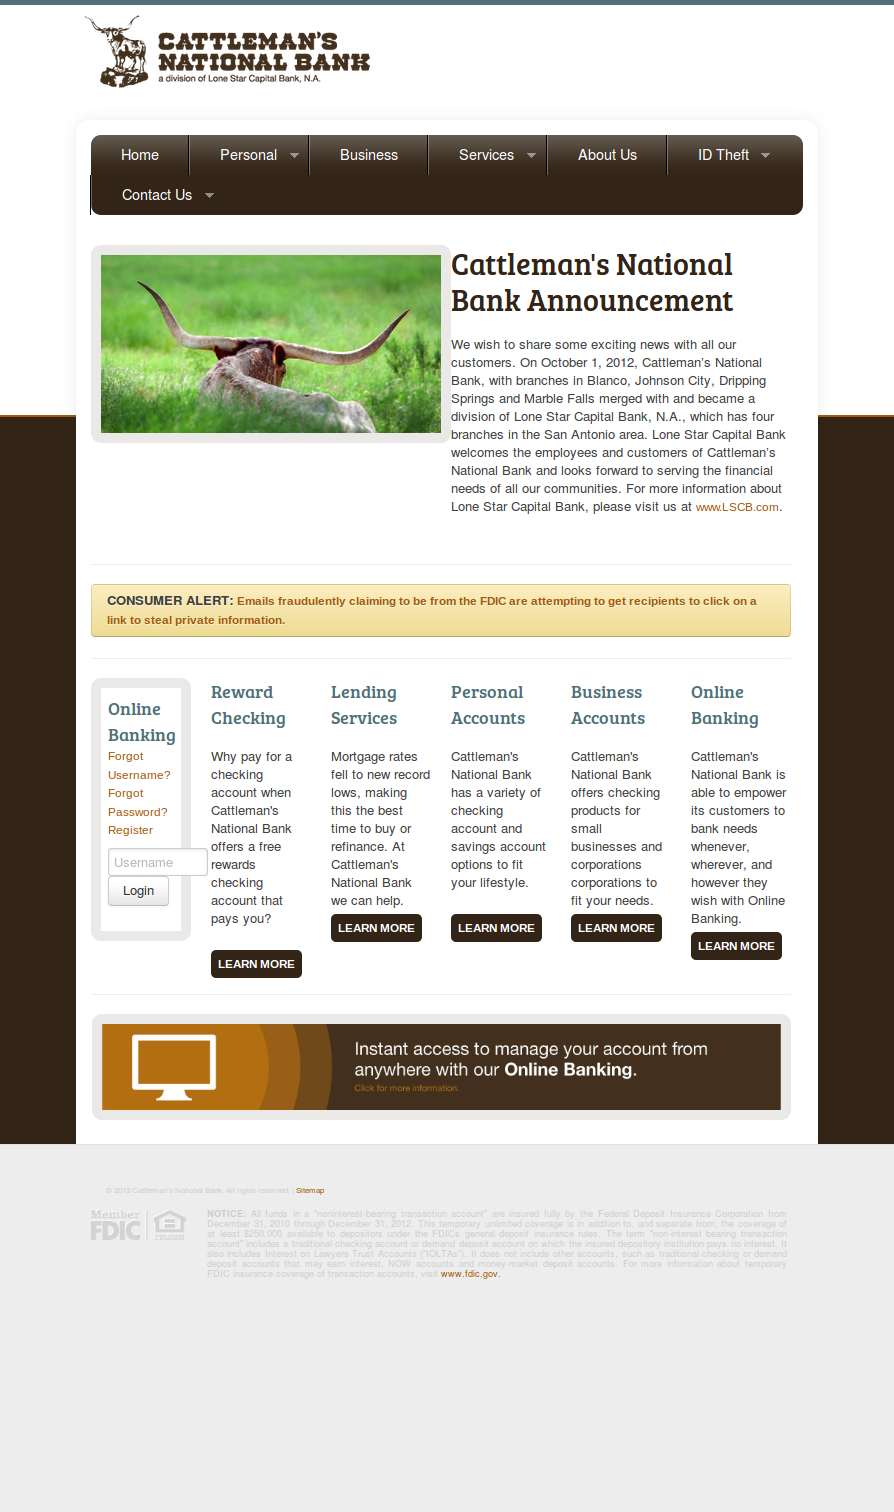 CATTLEMAN'S
NATIONAL BANK
a division of Lone Star Capital Bank, N.A.
Home
Personal
Business
Services
About Us
ID Theft
Contact Us
Cattleman's National
Bank Announcement
We wish to share some exciting news with all our
customers. On October 1, 2012, Cattleman's National
Bank, with branches in Blanco, Johnson City, Dripping
Springs and Marble Falls merged with and became a
division of Lone Star Capital Bank, N.A., which has four
branches in the San Antonio area. Lone Star Capital Bank
welcomes the employees and customers of Cattleman's
National Bank and looks forward to serving the financial
needs of all our communities. For more information about
Lone Star Capital Bank, please visit us at www.LSCB.com.
CONSUMER ALERT: Emails fraudulently claiming to be from the FDIC are attempting to get recipients to click on a
link to steal private information.
Online
Banking
Forgot
Username?
Forgot
Password?
Register
Username
Login
Reward
Checking
Why pay for a
checking
account when
Cattleman's
National Bank
offers a free
rewards
checking
account that
pays you?
LEARN MORE
Lending
Services
Mortgage rates
fell to new record
lows, making
this the best
time to buy or
refinance. At
Cattleman's
National Bank
we can help.
LEARN MORE
Personal
Accounts
Cattleman's
National Bank
has a variety of
checking
account and
savings account
options to fit
your lifestyle.
LEARN MORE
Business
Accounts
Cattleman's
National Bank
offers checking
products for
small
businesses and
corporations
corporations to
fit your needs.
LEARN MORE
Online
Banking
Cattleman's
National Bank is
able to empower
its customers to
bank needs
whenever,
wherever, and
however they
wish with Online
Banking.
LEARN MORE
Instant access to manage your account from
anywhere with our Online Banking.
Click for more information.
© 2013 Cattleman's National Bank. All rights reserved. | Sitemap
Member
FDIC
NOTICE: All funds in a "noninterest-bearing transaction account" are insured fully by the Federal Deposit Insurance Corporation from
December 31, 2010 through December 31, 2012. This temporary unlimited coverage is in addition to, and separate from, the coverage of
at least $250,000 available to depositors under the FDICs general deposit insurance rules. The term "non-interest bearing transaction
account" includes a traditional checking account or demand deposit account on which the insured depository institution pays no interest. It
also includes Interest on Lawyers Trust Accounts ("IOLTAs"). It does not include other accounts, such as traditional checking or demand
deposit accounts that may earn interest, NOW accounts and money-market deposit accounts. For more information about temporary
FDIC insurance coverage of transaction accounts, visit www.fdic.gov.